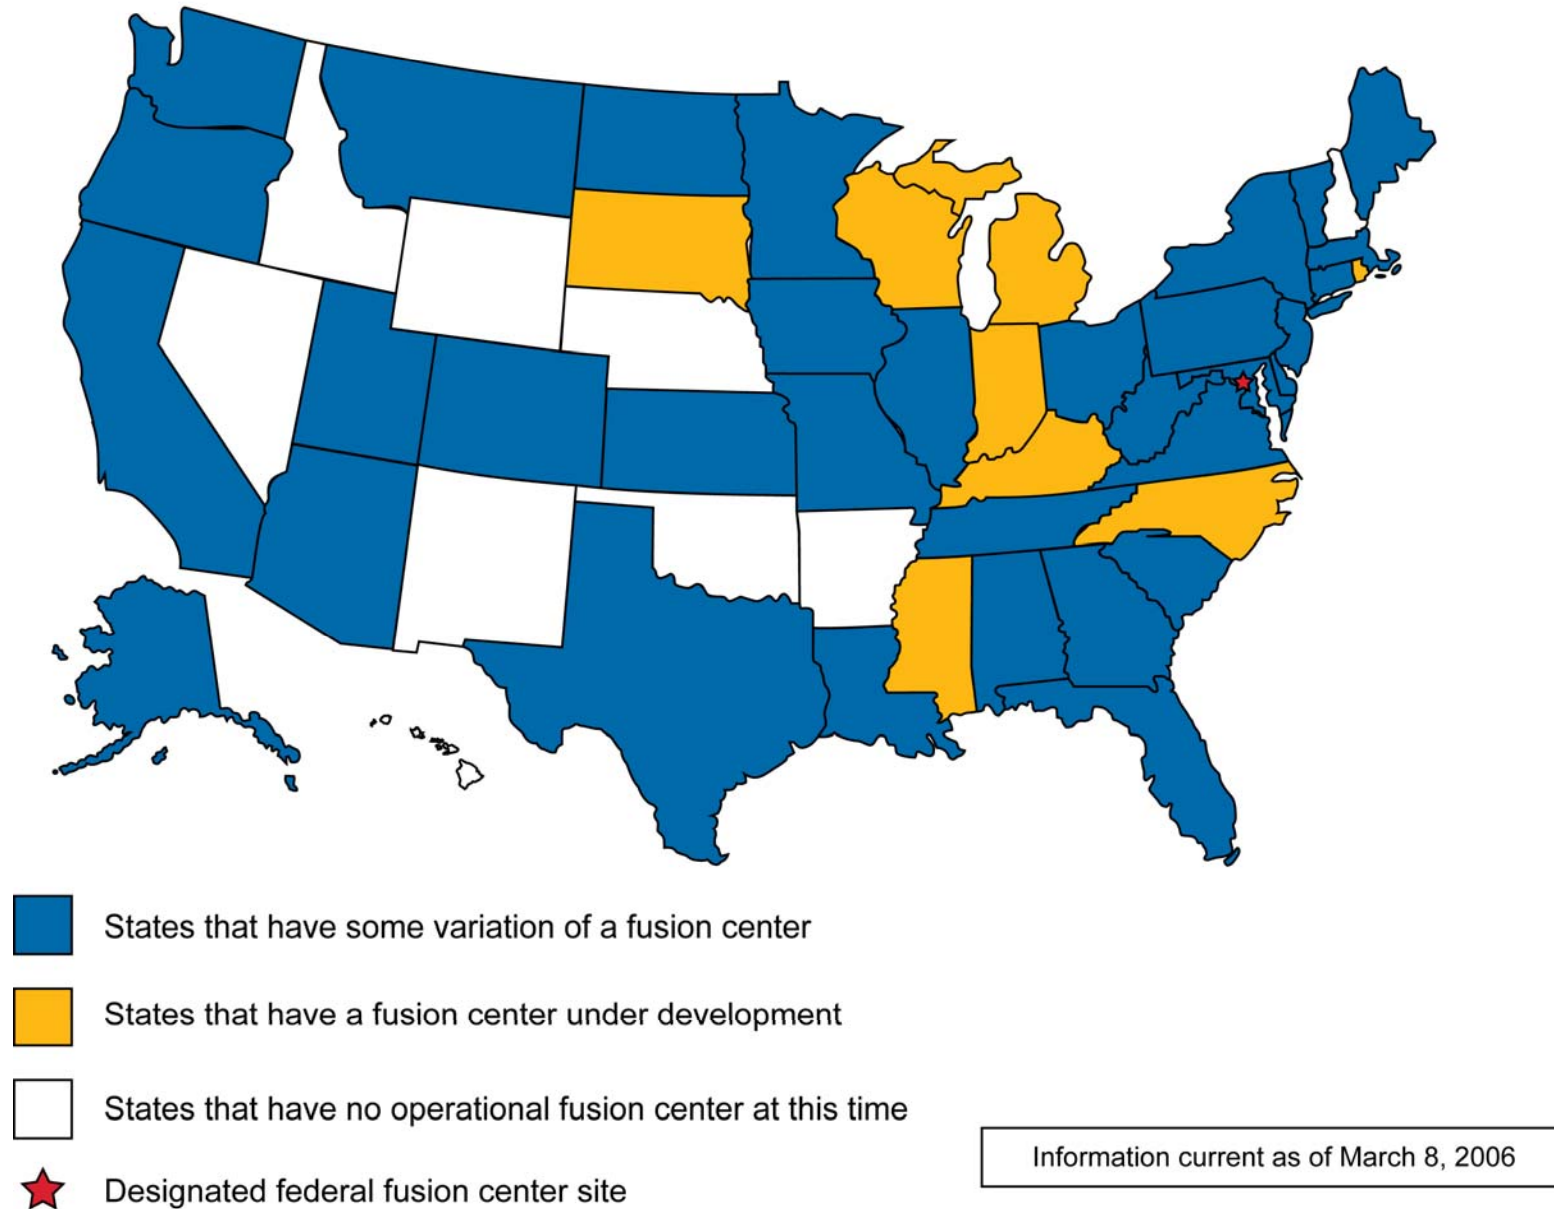 States that have some variation of a fusion center
States that have a fusion center under development
States that have no operational fusion center at this time
Information current as of March 8, 2006
Designated federal fusion center site